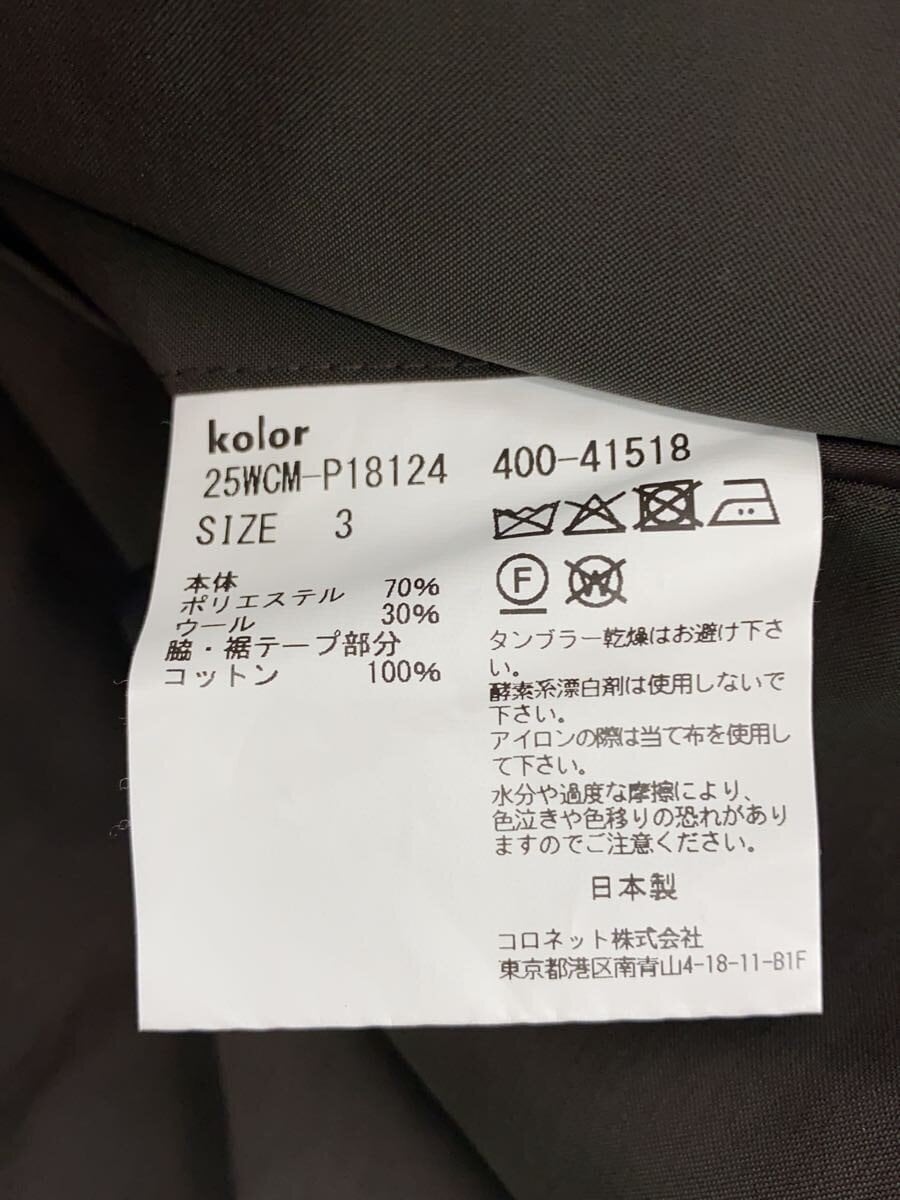 kolor
25WCM-P18124 400-41518
SIZE 3
本体
ポリエステル 70%
ウール 30%
脇・裾テープ部分
コットン 100%
F
W
タンブラー乾燥はお避け下さ
い。
酵素系漂白剤は使用しないで
下さい。
アイロンの際は当て布を使用し
て下さい。
水分や過度な摩擦により、
色泣きや色移りの恐れがあり
ますのでご注意ください。
日本製
コロネット株式会社
東京都港区南青山4-18-11-B1F